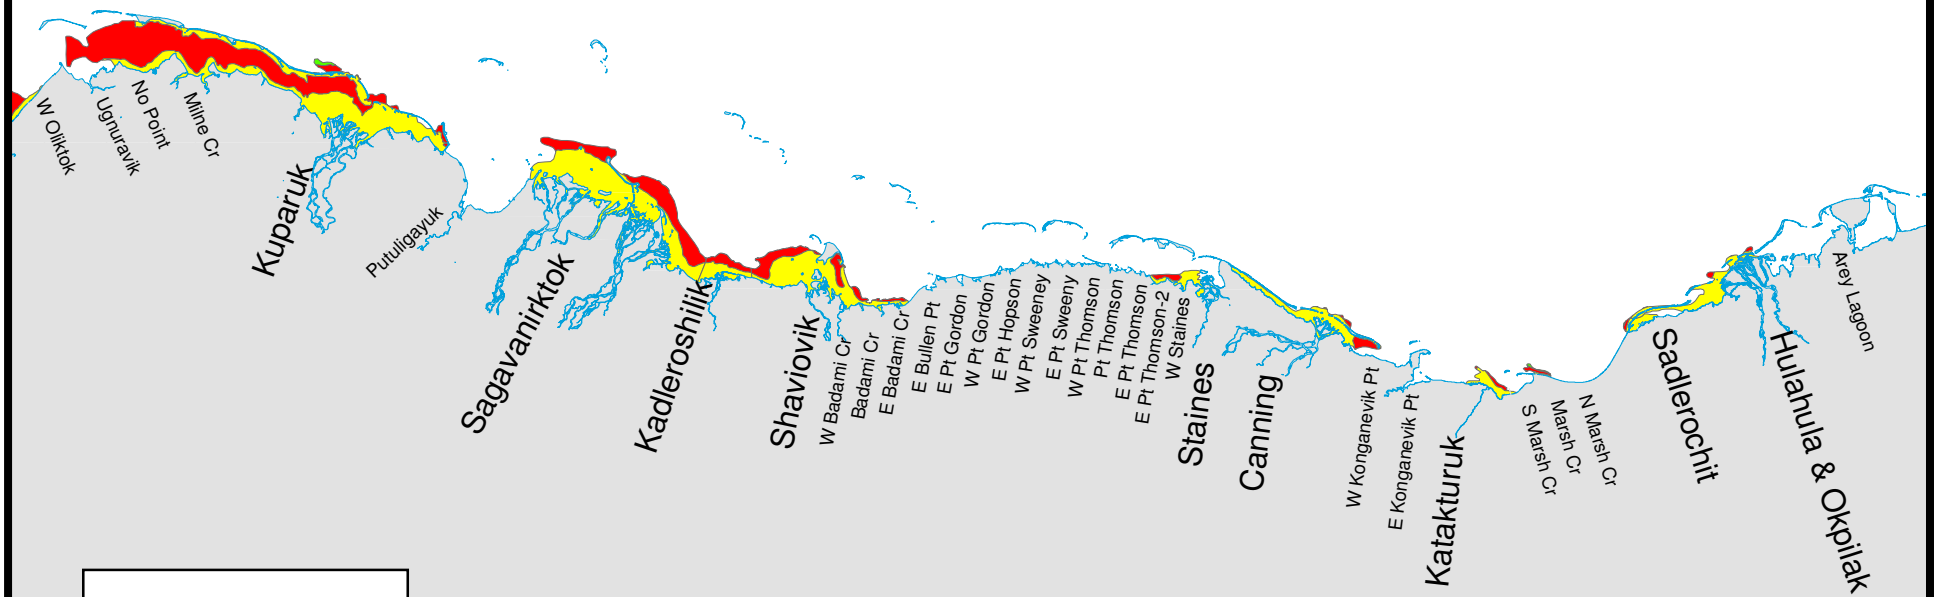 W Oliktok
Ugnuravik
No Point
Milne Cr
Kuparuk
Putuligayuk
Sagavanirktok
Kadleroshilik
Shaviovik
W Badami Cr
Badami Cr
E Badami Cr
E Bullen Pt
E Pt Gordon
W Pt Gordon
E Pt Hopson
W Pt Sweeney
E Pt Sweeny
W Pt Thomson
Pt Thomson
E Pt Thomson
E Pt Thomson-2
W Staines
Staines
Canning
W Konganevik Pt
E Konganevik Pt
Katakturuk
S Marsh Cr
Marsh Cr
N Marsh Cr
Sadlerochit
Hulahula & Okpilak
Arey Lagoon